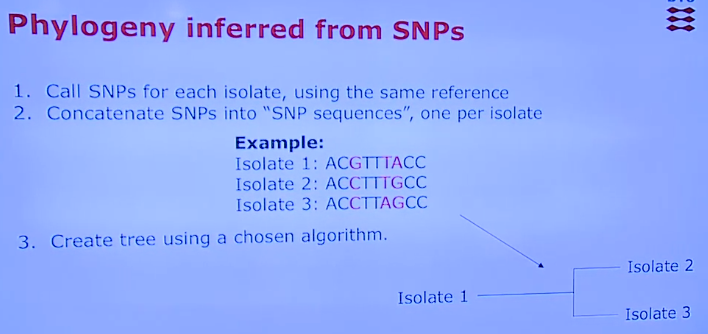 Phylogeny inferred from SNPs
1. Call SNPs for each isolate, using the same reference
2. Concatenate SNPs into “SNP sequences”, one per isolate
Example:
Isolate 1: ACGTTTACC
Isolate 2: ACCTTTGCC
Isolate 3: ACCTTAGCC
3. Create tree using a chosen algorithm.
Isolate 2
Isolate 1
Isolate 3